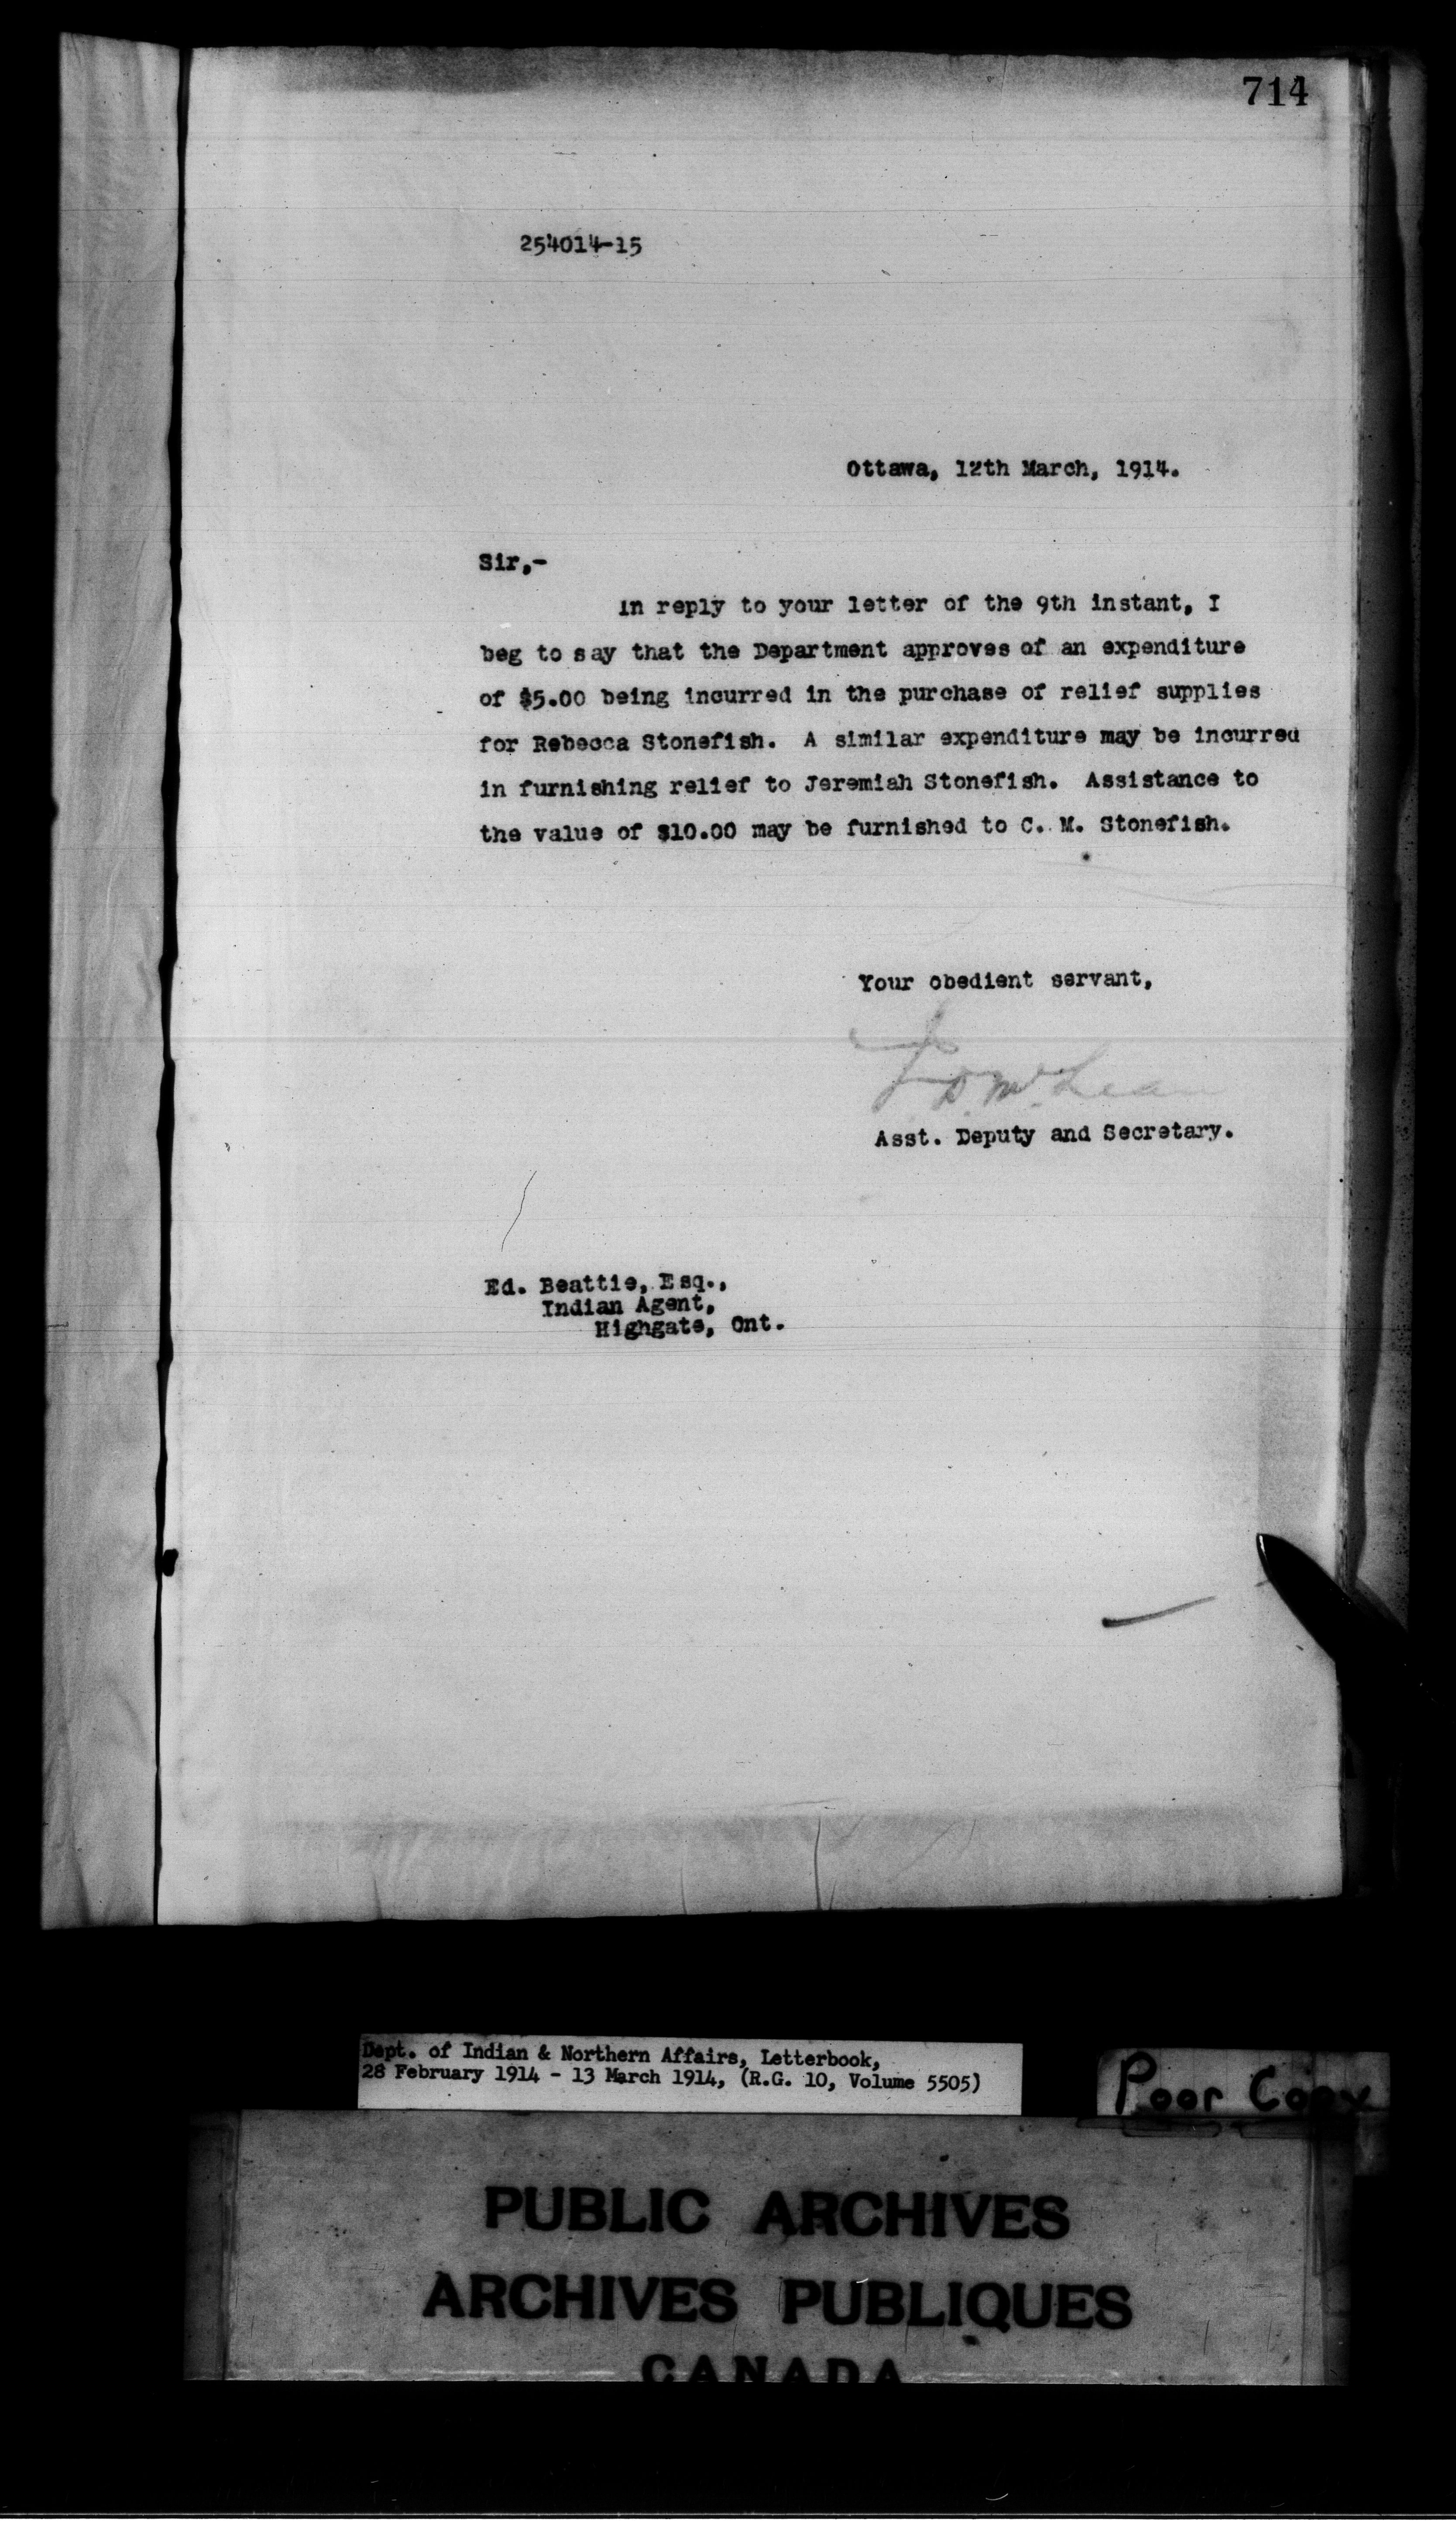 714
254014-15
Ottawa, 12th March, 1914.
Sir,-
In reply to your letter of the 9th instant, I
beg to say that the Department approves of an expenditure
of $5.00 being incurred in the purchase of relief supplies
for Rebecca Stonefish. A similar expenditure may be incurred
in furnishing relief to Jeremiah Stonefish. Assistance to
the value of $10.00 may be furnished to C. M. Stonefish.
Your obedient servant,
J. D. McLean
Asst. Deputy and Secretary.
Ed. Beattie, Esq.,
Indian Agent,
Highgate, Ont.
Dept. of Indian & Northern Affairs, Letterbook,
28 February 1914 - 13 March 1914, (R.G. 10, Volume 5505)
Poor Copy
PUBLIC ARCHIVES
ARCHIVES PUBLIQUES
CANADA